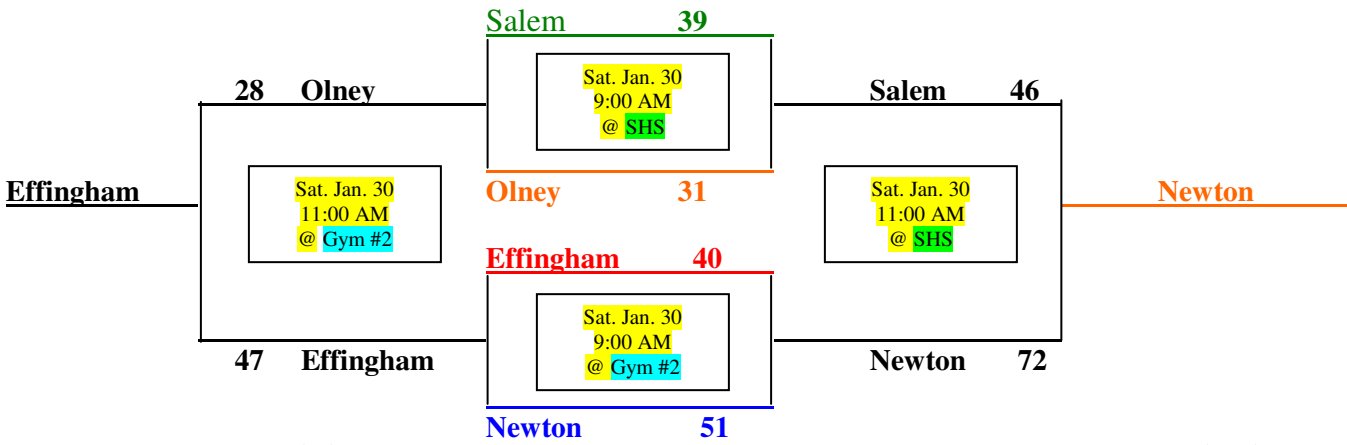 Salem 39
Sat. Jan. 30
9:00 AM
@ SHS
28 Olney
Salem 46
Olney 31
Effingham
Sat. Jan. 30
11:00 AM
@ Gym #2
Sat. Jan. 30
11:00 AM
@ SHS
Newton
Effingham 40
Sat. Jan. 30
9:00 AM
@ Gym #2
47 Effingham
Newton 72
Newton 51